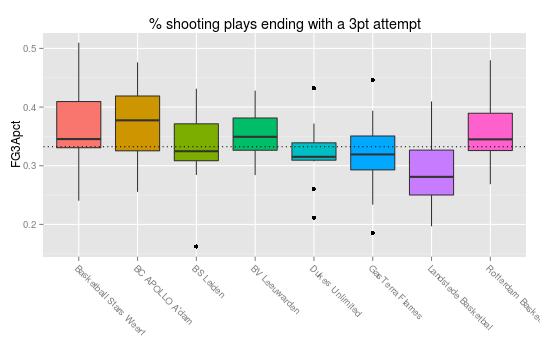 % shooting plays ending with a 3pt attempt
FG3Apct
0.5
0.4
0.3
0.2
Basketball Stars Weert
BC APOLLO A'dam
BS Leiden
BV Leeuwarden
Dukes Unlimited
GasTerra Flames
Landstede Basketbal
Rotterdam Baske